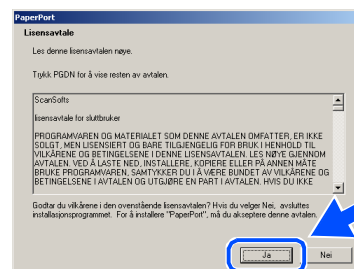 PaperPort
Lisensavtale
Les denne lisensavtalen nøye.
Trykk PGDN for å vise resten av avtalen.
ScanSofts
lisensavtale for sluttbruker
PROGRAMVAREN OG MATERIALET SOM DENNE AVTALEN OMFATTER, ER IKKE
SOLGT, MEN LISENSIERT OG BARE TILGJENGELIG FOR BRUK I HENHOLD TIL
VILKÅRENE OG BETINGELSENE I DENNE LISENSAVTALEN. LES NØYE GJENNOM
AVTALEN. VED Å LASTE NED, INSTALLERE, KOPIERE ELLER PÅ ANNEN MÅTE
BRUKE PROGRAMVAREN, SAMTYKKER DU I Å VÆRE BUNDET AV VILKÅRENE OG
BETINGELSENE I AVTALEN OG UTGJØRE EN PART I AVTALEN. HVIS DU IKKE
Godtar du vilkårene i den ovenstående lisensavtalen? Hvis du velger Nei, avsluttes
installasjonsprogrammet. For å installere "PaperPort", må du akseptere denne avtalen.
Ja
Nei